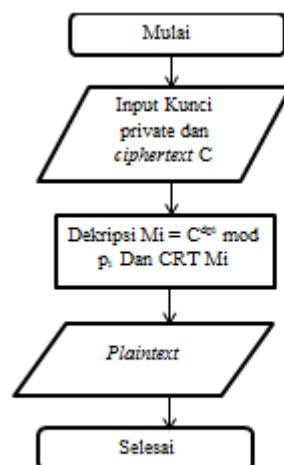 Mulai
Input Kunci
private dan
ciphertext C
Dekripsi Mi = C^dpi mod
pᵢ Dan CRT Mi
Plaintext
Selesai